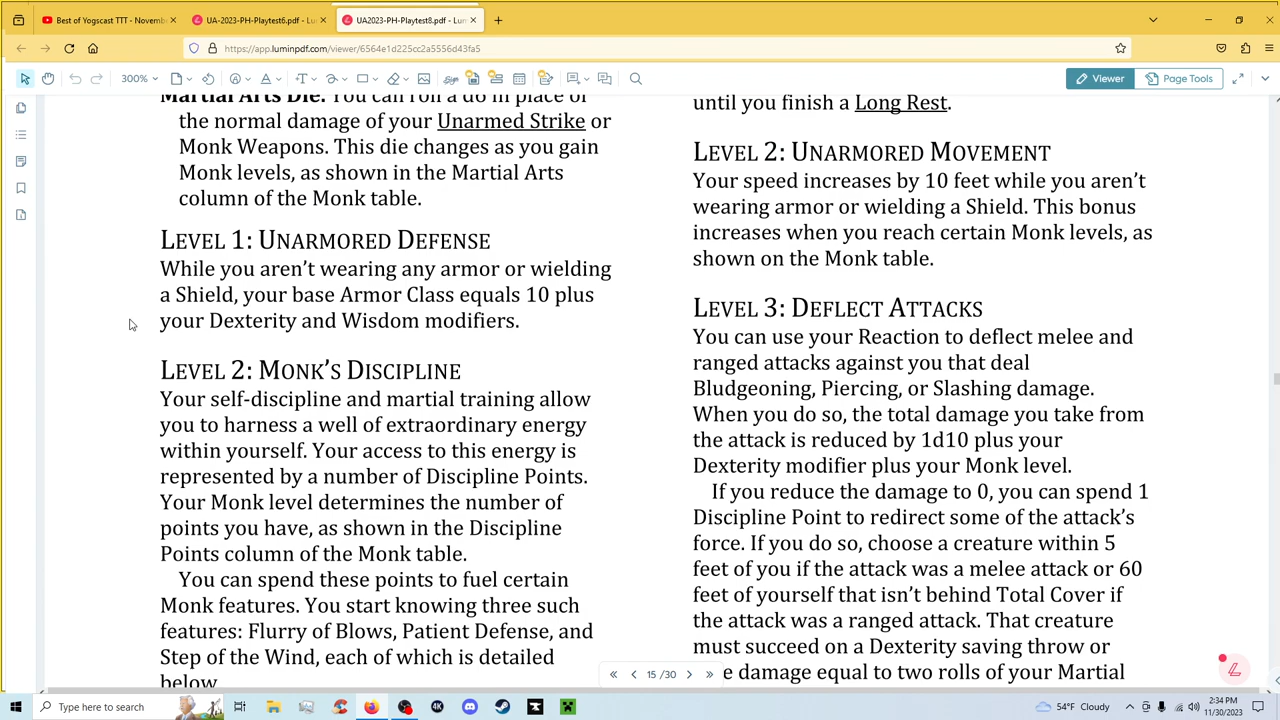 Best of Yogscast TTT - Novemb
UA-2023-PH-Playtest6.pdf - Lu
UA2023-PH-Playtest8.pdf - Lum
https://app.luminpdf.com/viewer/6564e1d225cc2a5556d43fa5
300%
Viewer
Page Tools
Martial Arts Die. You can roll a d6 in place of
the normal damage of your Unarmed Strike or
Monk Weapons. This die changes as you gain
Monk levels, as shown in the Martial Arts
column of the Monk table.
LEVEL 1: UNARMORED DEFENSE
While you aren’t wearing any armor or wielding
a Shield, your base Armor Class equals 10 plus
your Dexterity and Wisdom modifiers.
LEVEL 2: MONK’S DISCIPLINE
Your self-discipline and martial training allow
you to harness a well of extraordinary energy
within yourself. Your access to this energy is
represented by a number of Discipline Points.
Your Monk level determines the number of
points you have, as shown in the Discipline
Points column of the Monk table.
You can spend these points to fuel certain
Monk features. You start knowing three such
features: Flurry of Blows, Patient Defense, and
Step of the Wind, each of which is detailed
below.
until you finish a Long Rest.
LEVEL 2: UNARMORED MOVEMENT
Your speed increases by 10 feet while you aren’t
wearing armor or wielding a Shield. This bonus
increases when you reach certain Monk levels, as
shown on the Monk table.
LEVEL 3: DEFLECT ATTACKS
You can use your Reaction to deflect melee and
ranged attacks against you that deal
Bludgeoning, Piercing, or Slashing damage.
When you do so, the total damage you take from
the attack is reduced by 1d10 plus your
Dexterity modifier plus your Monk level.
If you reduce the damage to 0, you can spend 1
Discipline Point to redirect some of the attack’s
force. If you do so, choose a creature within 5
feet of you if the attack was a melee attack or 60
feet of yourself that isn’t behind Total Cover if
the attack was a ranged attack. That creature
must succeed on a Dexterity saving throw or
damage equal to two rolls of your Martial
15 /30
Type here to search
4K
54°F Cloudy
2:34 PM
11/30/2023